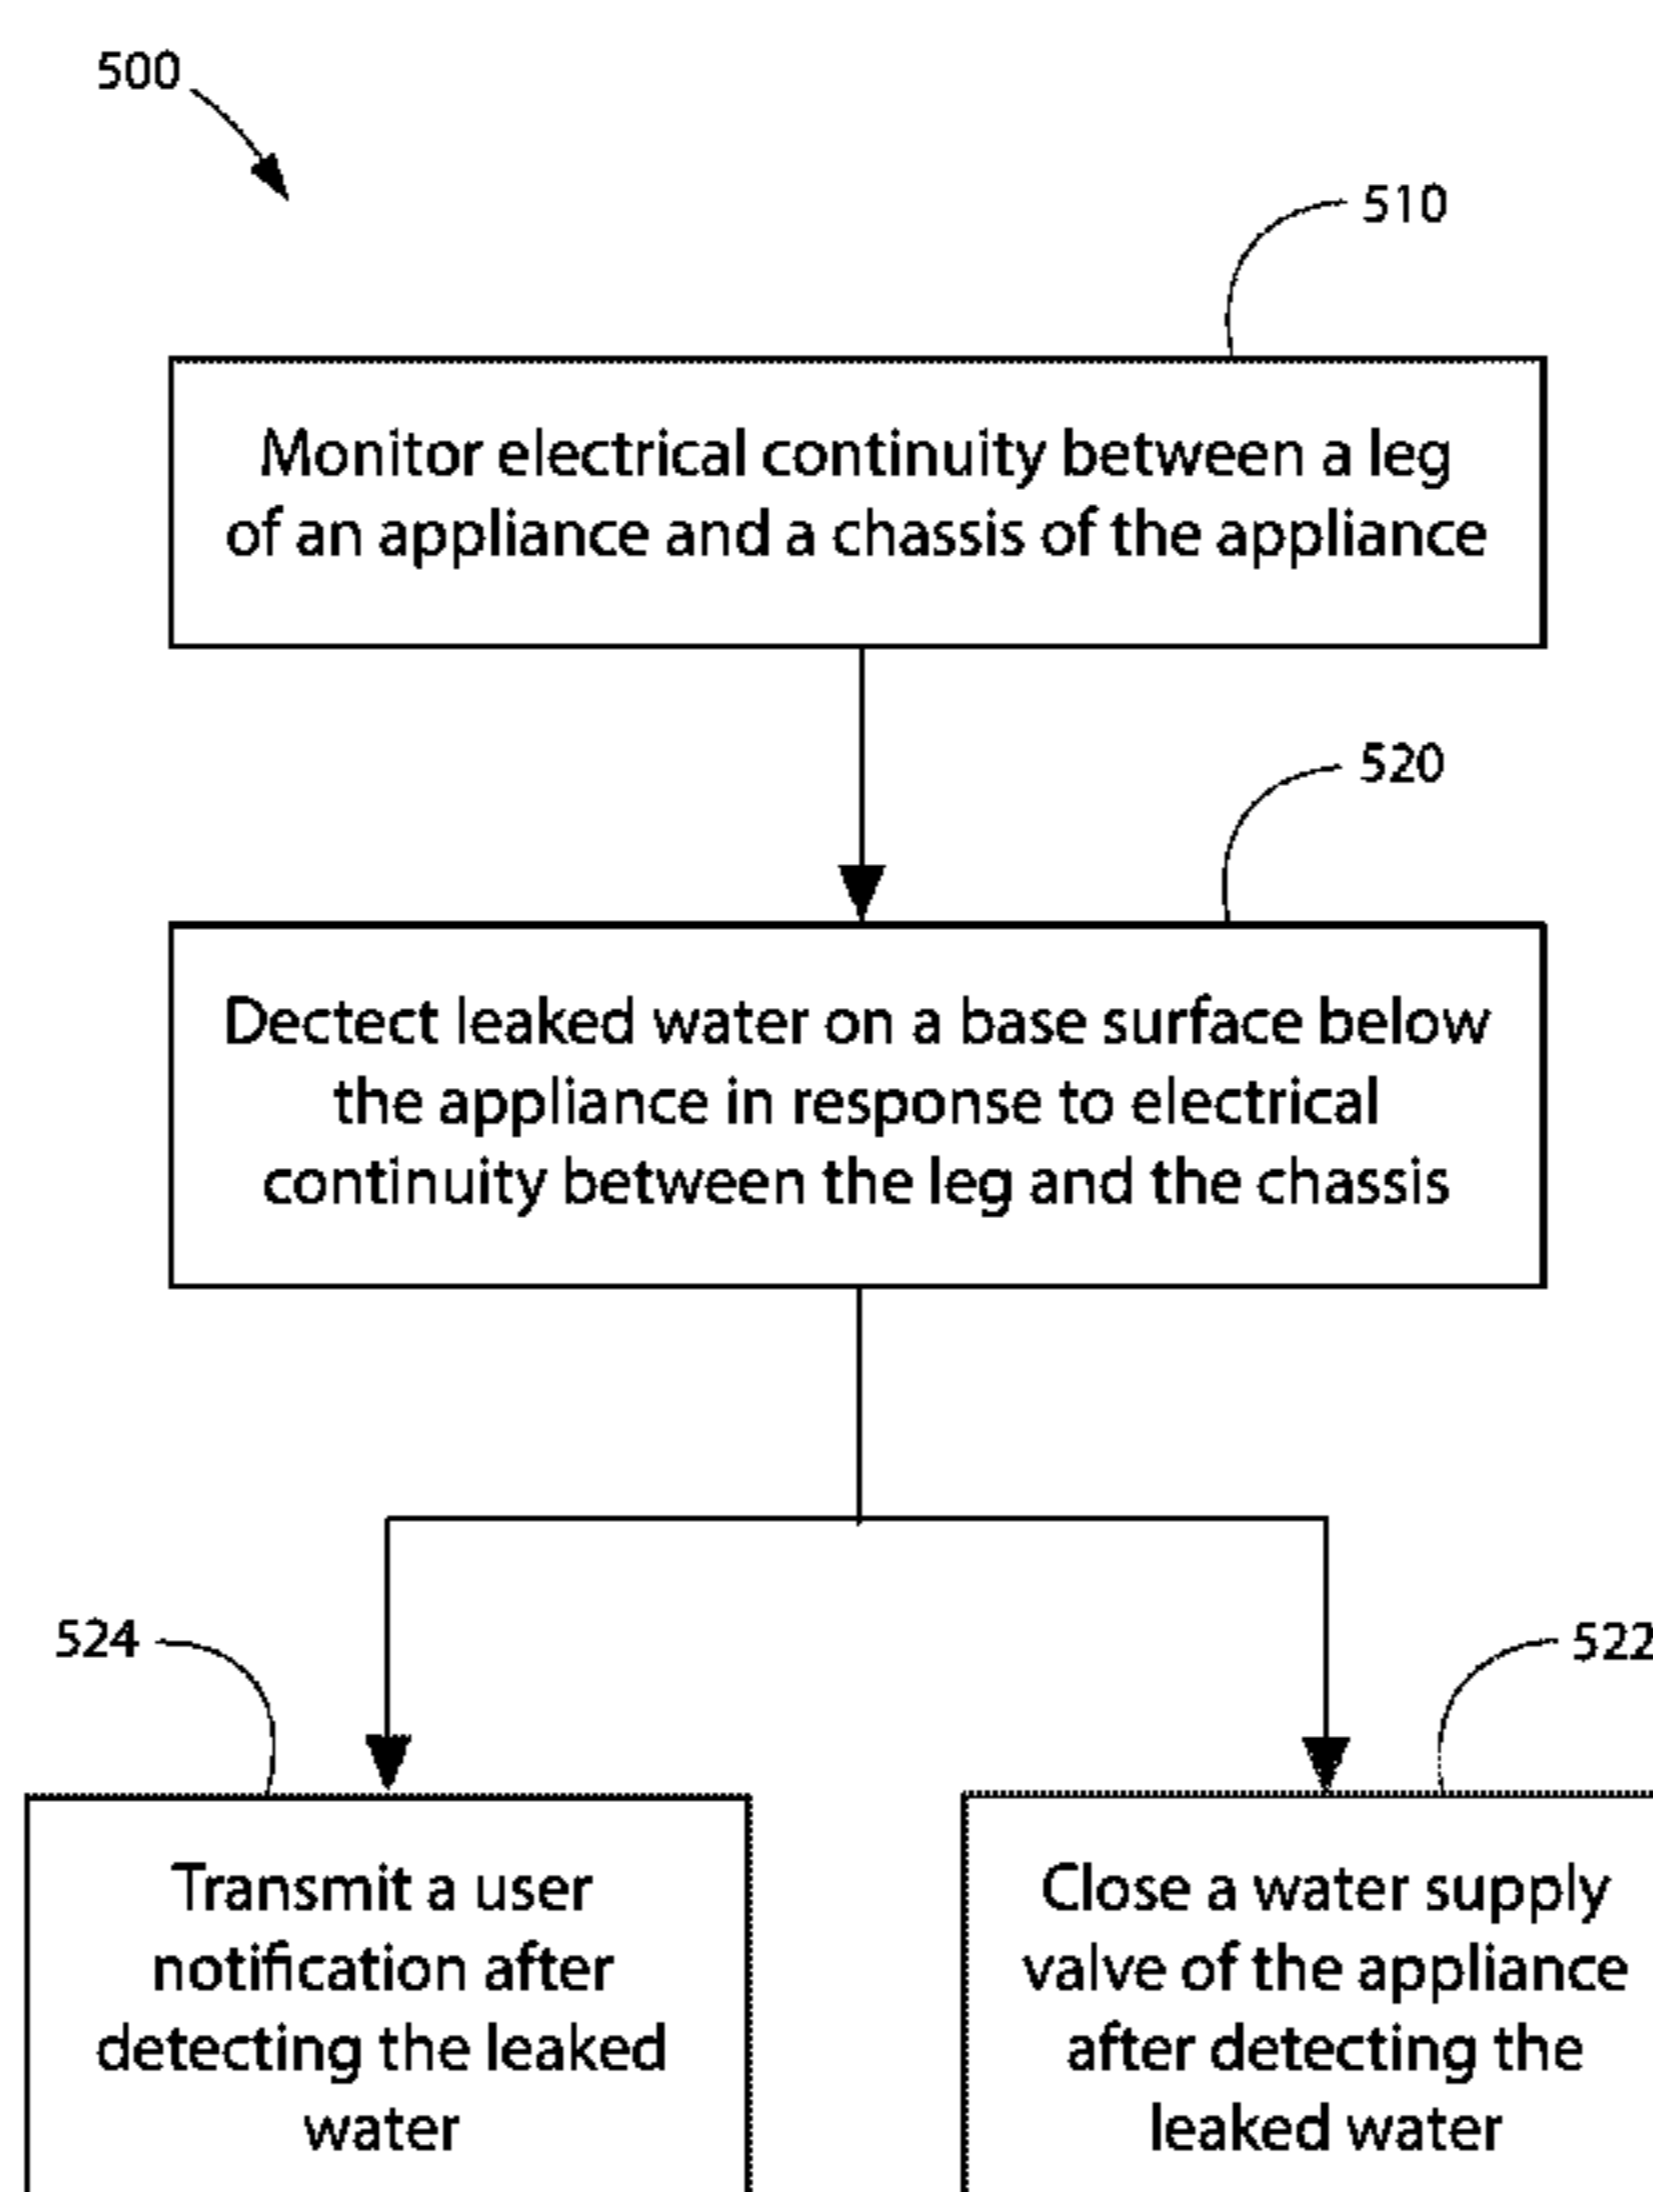 500
510
Monitor electrical continuity between a leg
of an appliance and a chassis of the appliance
520
Dectect leaked water on a base surface below
the appliance in response to electrical
continuity between the leg and the chassis
524
522
Transmit a user
notification after
detecting the leaked
water
Close a water supply
valve of the appliance
after detecting the
leaked water